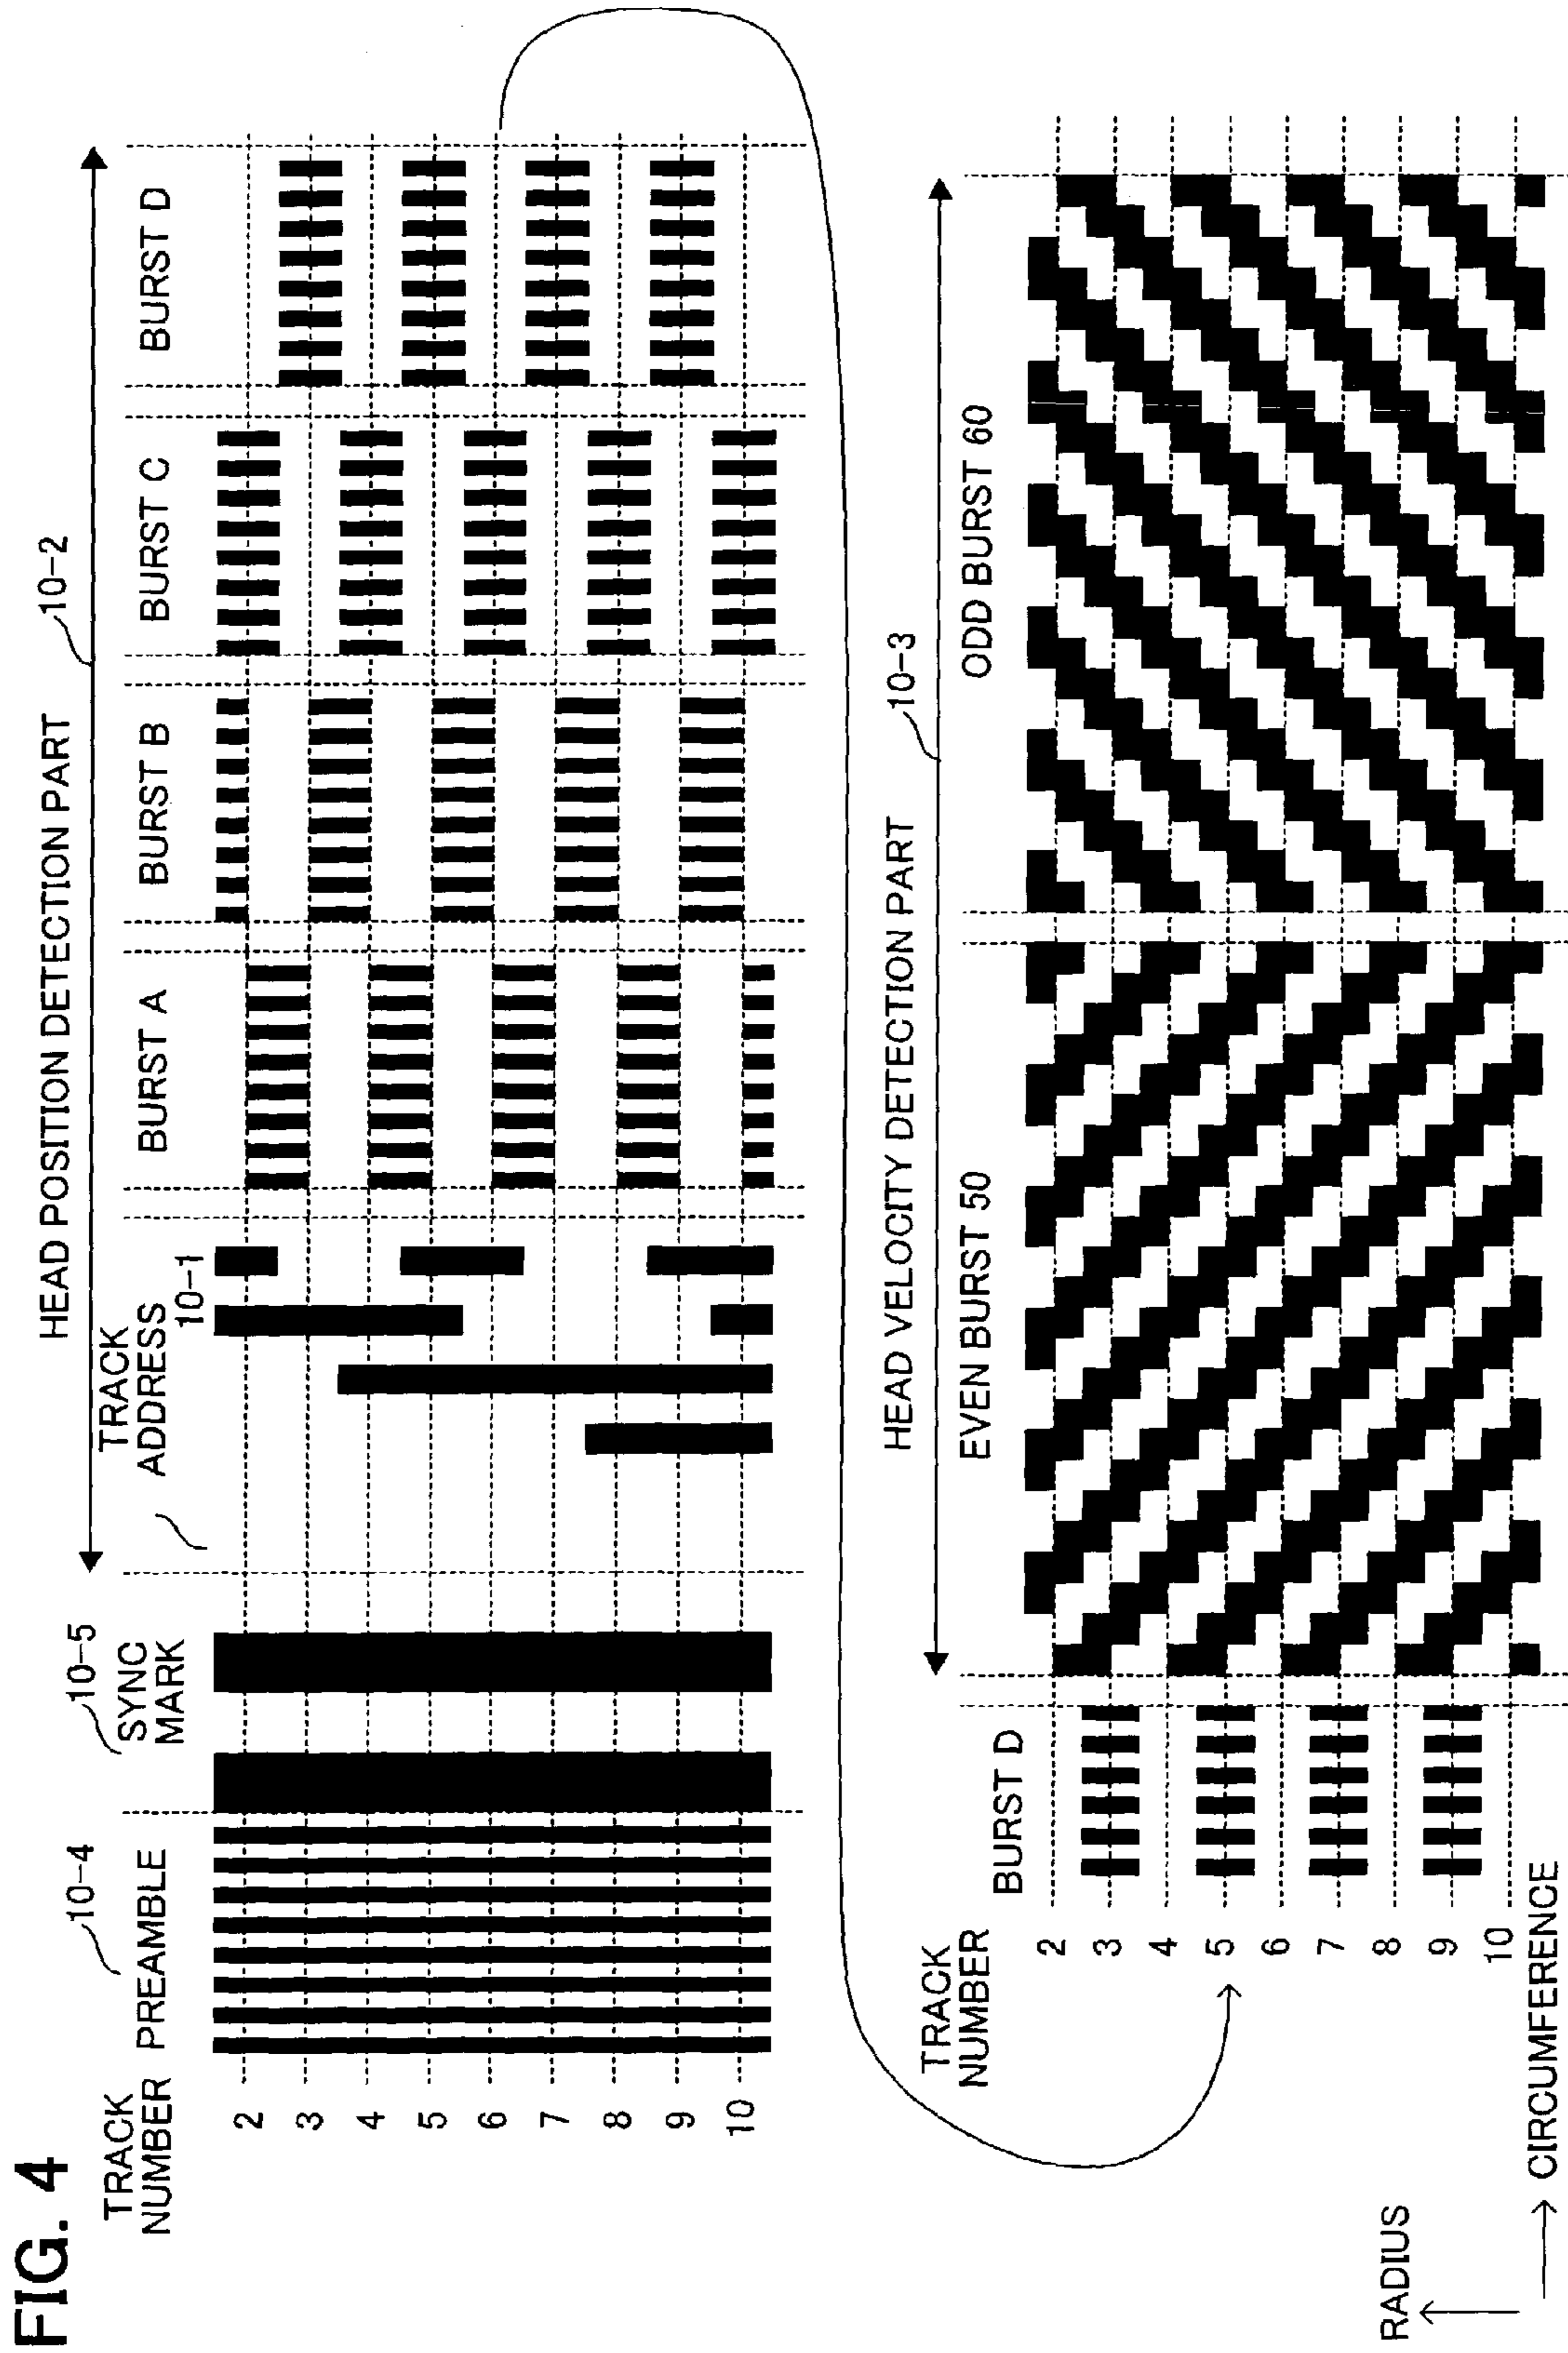 FIG. 4
HEAD POSITION DETECTION PART
10-2
TRACK
NUMBER
10-4
PREAMBLE
10-5
SYNC
MARK
TRACK
ADDRESS
10-1
BURST A
BURST B
BURST C
BURST D
2
3
4
5
6
7
8
9
10
HEAD VELOCITY DETECTION PART
10-3
TRACK
NUMBER
BURST D
EVEN BURST 50
ODD BURST 60
2
3
4
5
6
7
8
9
10
RADIUS
CIRCUMFERENCE